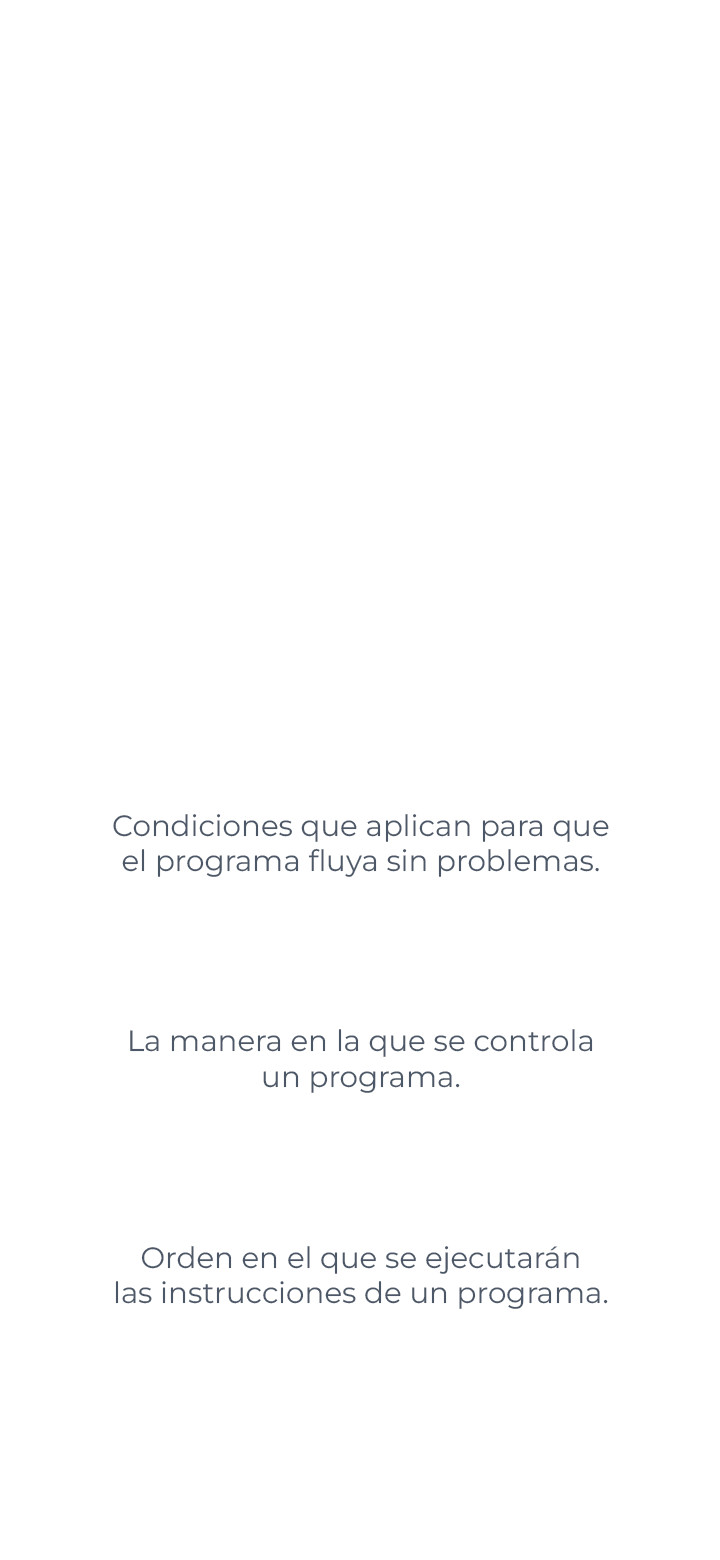 Condiciones que aplican para que
el programa fluya sin problemas.
La manera en la que se controla
un programa.
Orden en el que se ejecutarán
las instrucciones de un programa.